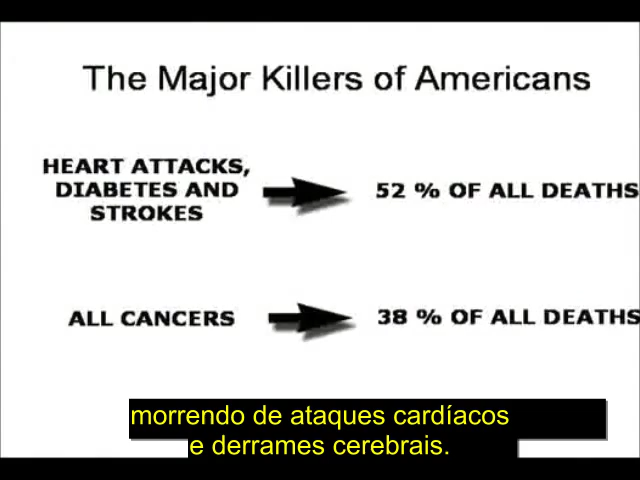 The Major Killers of Americans
HEART ATTACKS,
DIABETES AND
STROKES
52 % OF ALL DEATHS
ALL CANCERS
38 % OF ALL DEATHS
morrendo de ataques cardíacos
e derrames cerebrais.